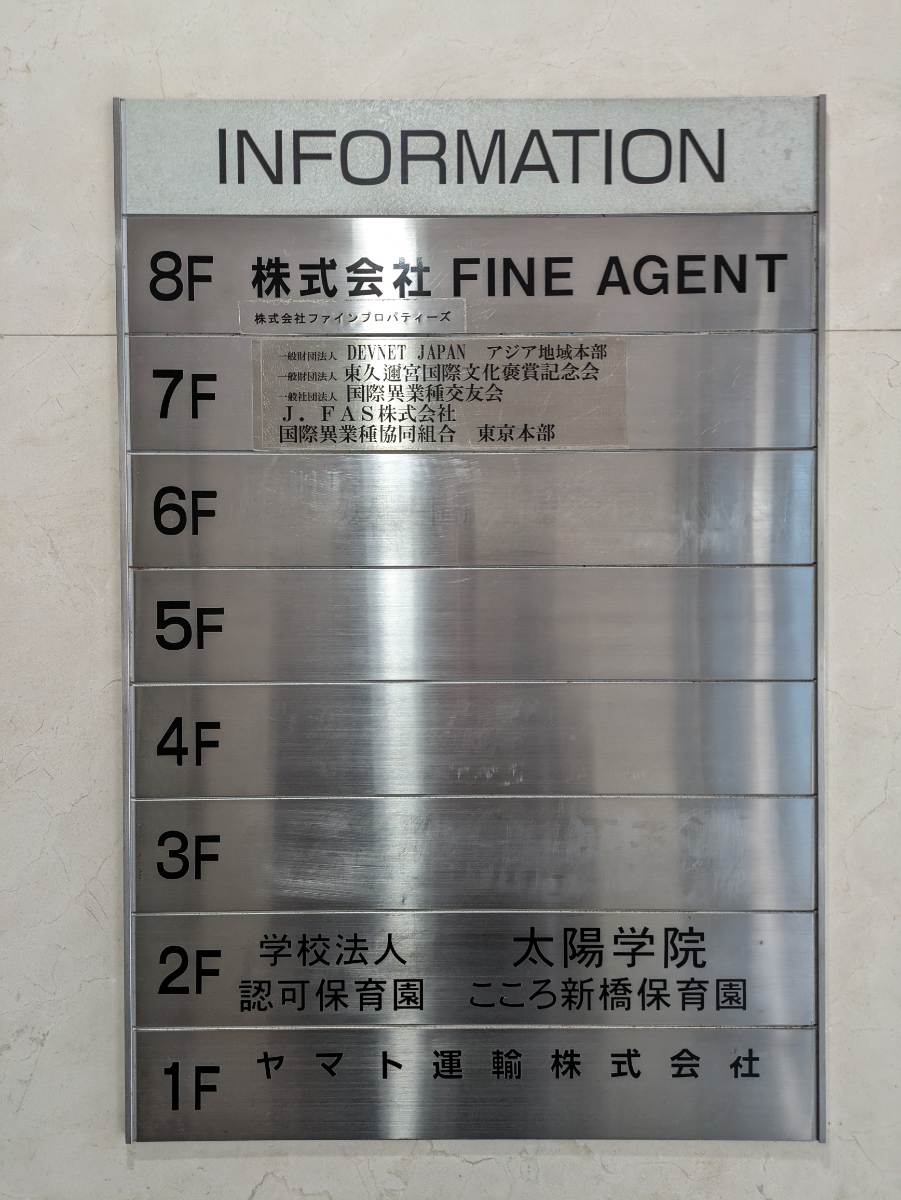 INFORMATION
8F 株式会社 FINE AGENT
株式会社ファインプロパティーズ
7F
一般財団法人 DEVNET JAPAN アジア地域本部
一般財団法人 東久邇宮国際文化褒賞記念会
一般社団法人 国際異業種交友会
J．FAS株式会社
国際異業種協同組合 東京本部
6F
5F
4F
3F
2F
学校法人 太陽学院
認可保育園 こころ新橋保育園
1F ヤマト運輸株式会社